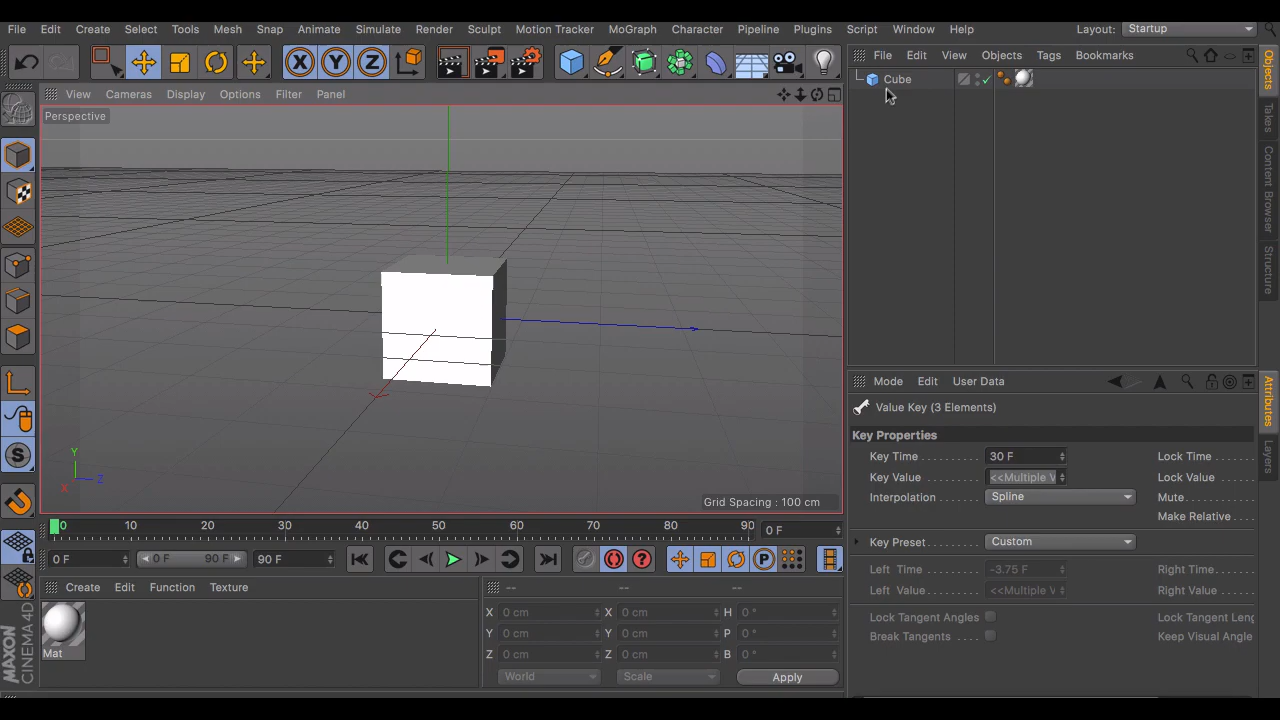 File Edit Create Select Tools Mesh Snap Animate Simulate Render Sculpt Motion Tracker MoGraph Character Pipeline Plugins Script Window Help Layout: Startup
X Y Z
File Edit View Objects Tags Bookmarks
Cube
View Cameras Display Options Filter Panel
Perspective
Y
Z
X
Grid Spacing : 100 cm
Objects
Takes
Content Browser
Structure
Mode Edit User Data
Value Key (3 Elements)
Key Properties
Key Time 30 F Lock Time
Key Value <<Multiple V Lock Value
Interpolation Spline Mute
Make Relative
Key Preset Custom
Left Time -3.75 F Right Time
Left Value <<Multiple V Right Value
Lock Tangent Angles Lock Tangent Leng
Break Tangents Keep Visual Angle
Attributes
Layers
S
0 10 20 30 40 50 60 70 80 90 0 F
0 F 0 F 90 F 90 F
P
Create Edit Function Texture
Mat
-- -- --
X 0 cm X 0 cm H 0 °
Y 0 cm Y 0 cm P 0 °
Z 0 cm Z 0 cm B 0 °
World Scale Apply
MAXON CINEMA4D